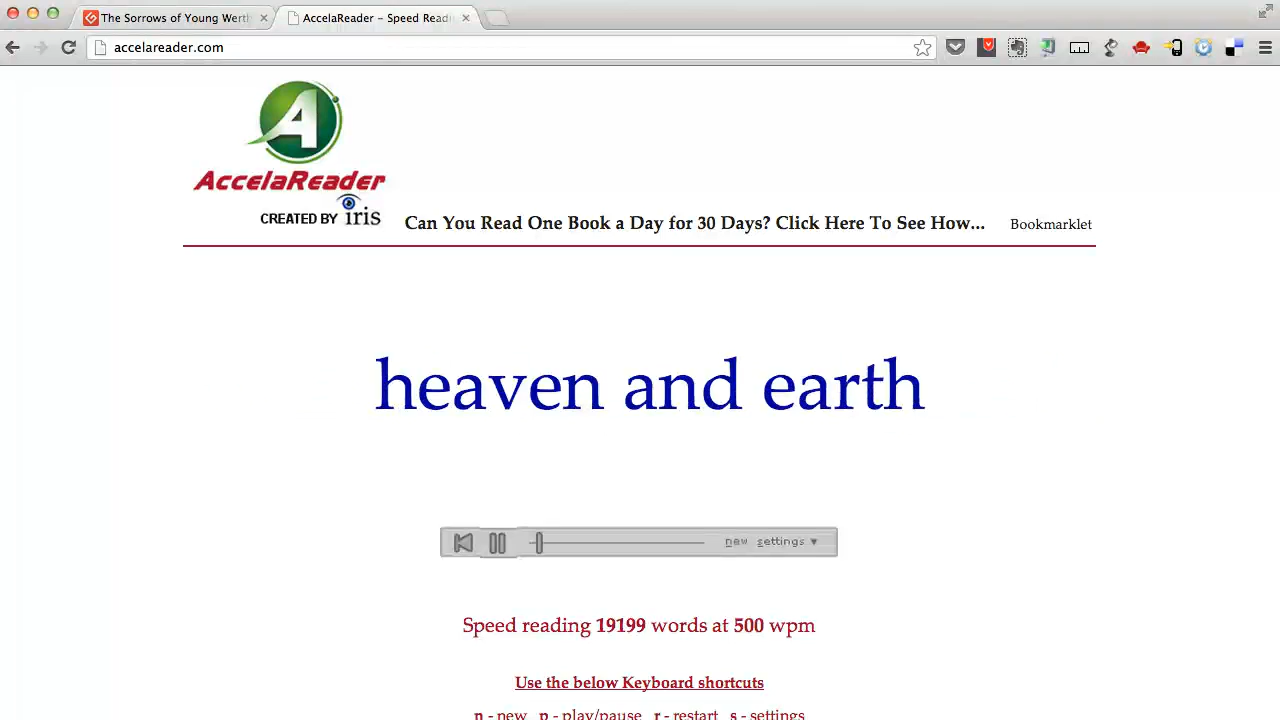 The Sorrows of Young Werth
AccelaReader – Speed Readi
accelareader.com
A
AccelaReader
CREATED BY iris
Can You Read One Book a Day for 30 Days? Click Here To See How...
Bookmarklet
heaven and earth
new settings ▼
Speed reading 19199 words at 500 wpm
Use the below Keyboard shortcuts
n - new p - play/pause r - restart s - settings